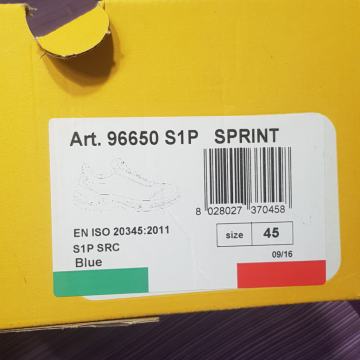 Art. 96650 S1P SPRINT
8 028027 370458
EN ISO 20345:2011
S1P SRC
Blue
size 45
09/16